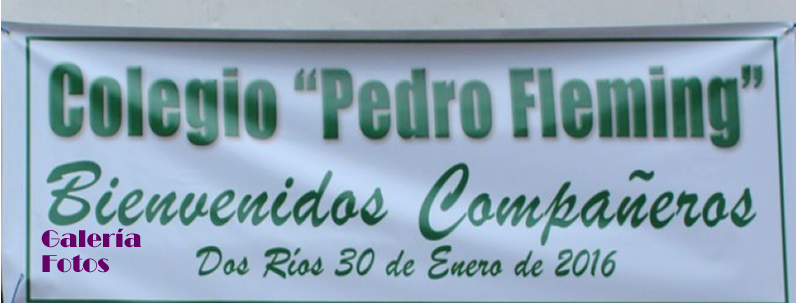 Colegio “Pedro Fleming”
Bienvenidos Compañeros
Galería
Fotos
Dos Ríos 30 de Enero de 2016